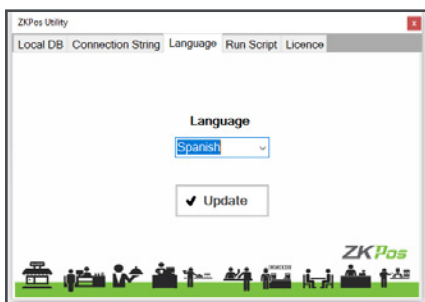 ZKPos Utility
Local DB Connection String Language Run Script Licence
Language
Spanish
Update
ZKPos